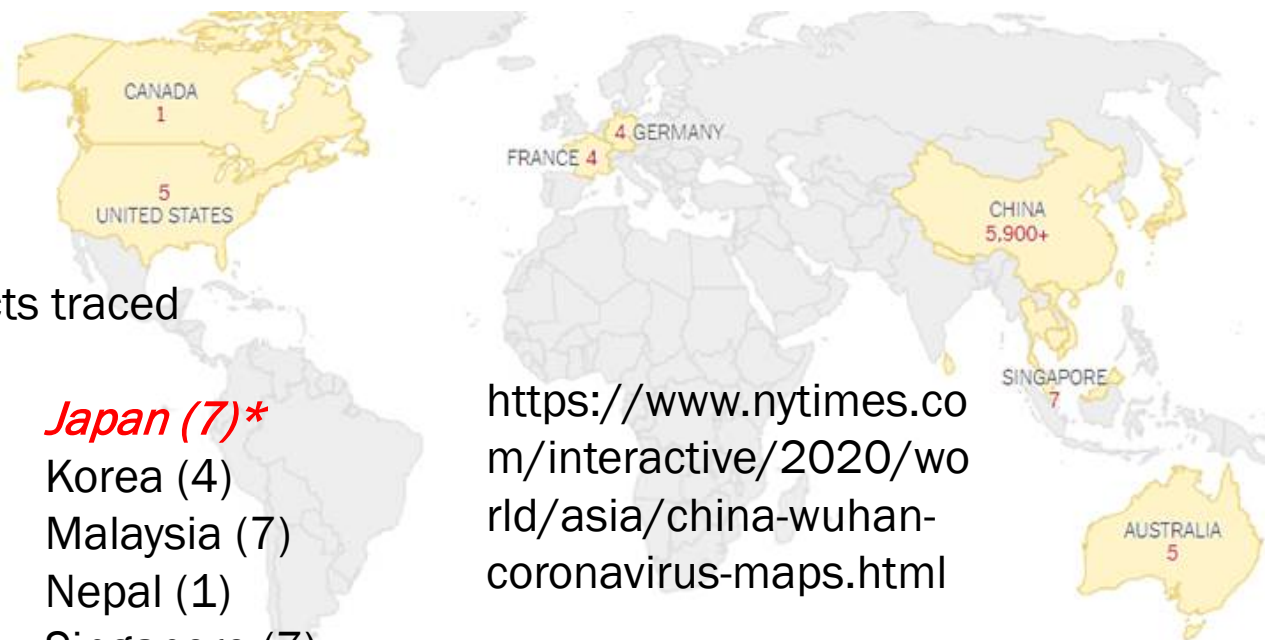 CANADA
1
5
UNITED STATES
4 GERMANY
FRANCE 4
CHINA
5,900+
SINGAPORE
7
AUSTRALIA
5
traced
Japan (7)*
Korea (4)
Malaysia (7)
Nepal (1)
https://www.nytimes.co
m/interactive/2020/wo
rld/asia/china-wuhan-
coronavirus-maps.html